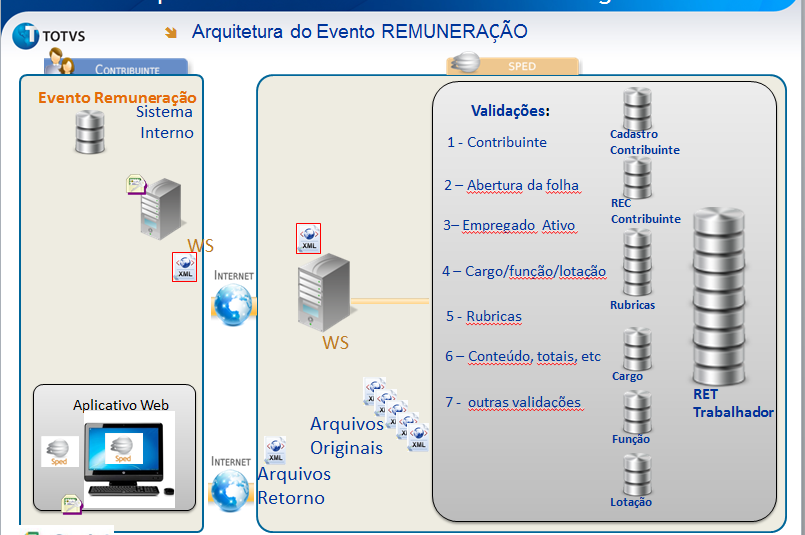 TOTVS
Arquitetura do Evento REMUNERAÇÃO
CONTRIBUINTE
SPED
Evento Remuneração
Sistema
Interno
WS
XML
INTERNET
Aplicativo Web
Sped
Sped
XML
WS
Arquivos
Originais
XML
INTERNET
XML
Arquivos
Retorno
Validações:
1 - Contribuinte
2 – Abertura da folha
3– Empregado Ativo
4 – Cargo/função/lotação
5 - Rubricas
6 – Conteúdo, totais, etc
7 - outras validações
Cadastro
Contribuinte
REC
Contribuinte
Rubricas
Cargo
Função
Lotação
RET
Trabalhador